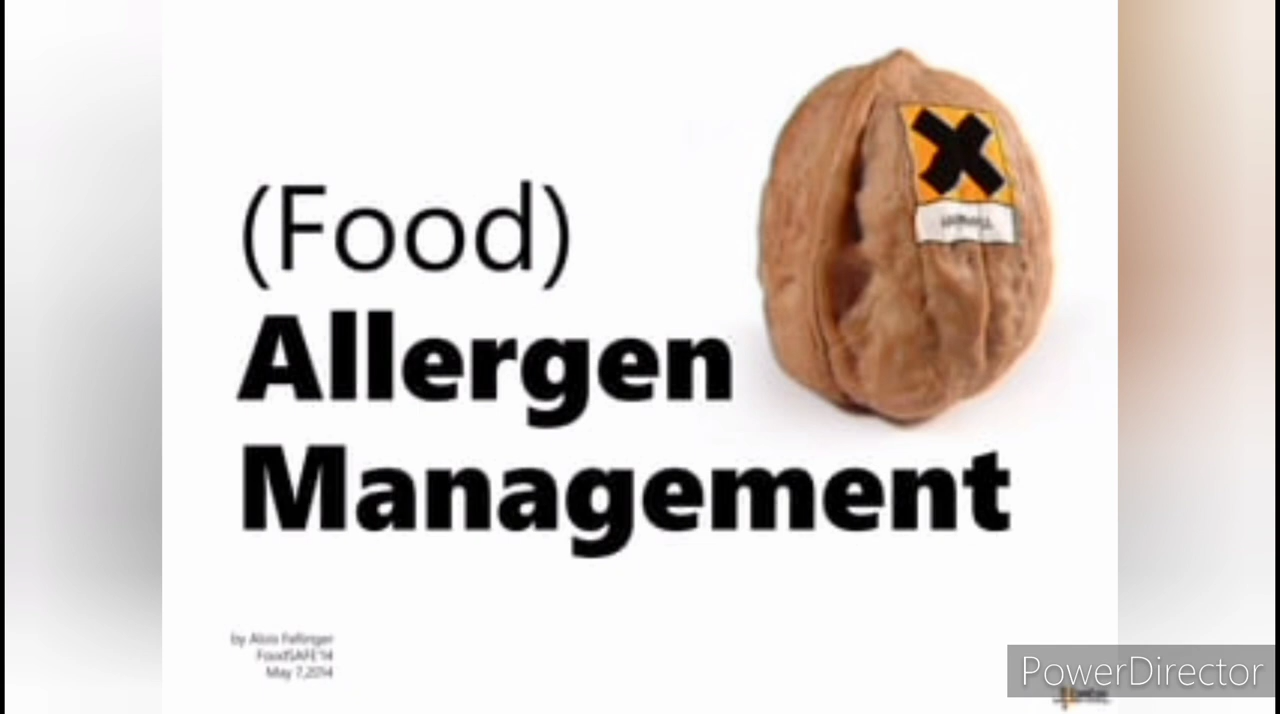 (Food)
Allergen
Management
by Alois Fellinger
FoodSAFE'14
May 7,2014
PowerDirector